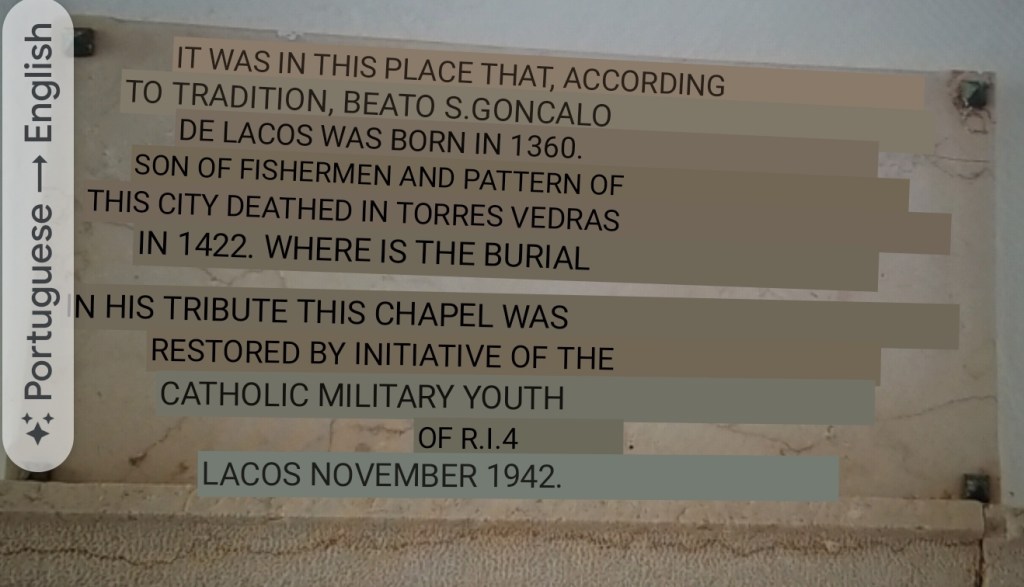 Portuguese → English
IT WAS IN THIS PLACE THAT, ACCORDING
TO TRADITION, BEATO S.GONCALO
DE LACOS WAS BORN IN 1360.
SON OF FISHERMEN AND PATTERN OF
THIS CITY DEATHED IN TORRES VEDRAS
IN 1422. WHERE IS THE BURIAL
IN HIS TRIBUTE THIS CHAPEL WAS
RESTORED BY INITIATIVE OF THE
CATHOLIC MILITARY YOUTH
OF R.I.4
LACOS NOVEMBER 1942.